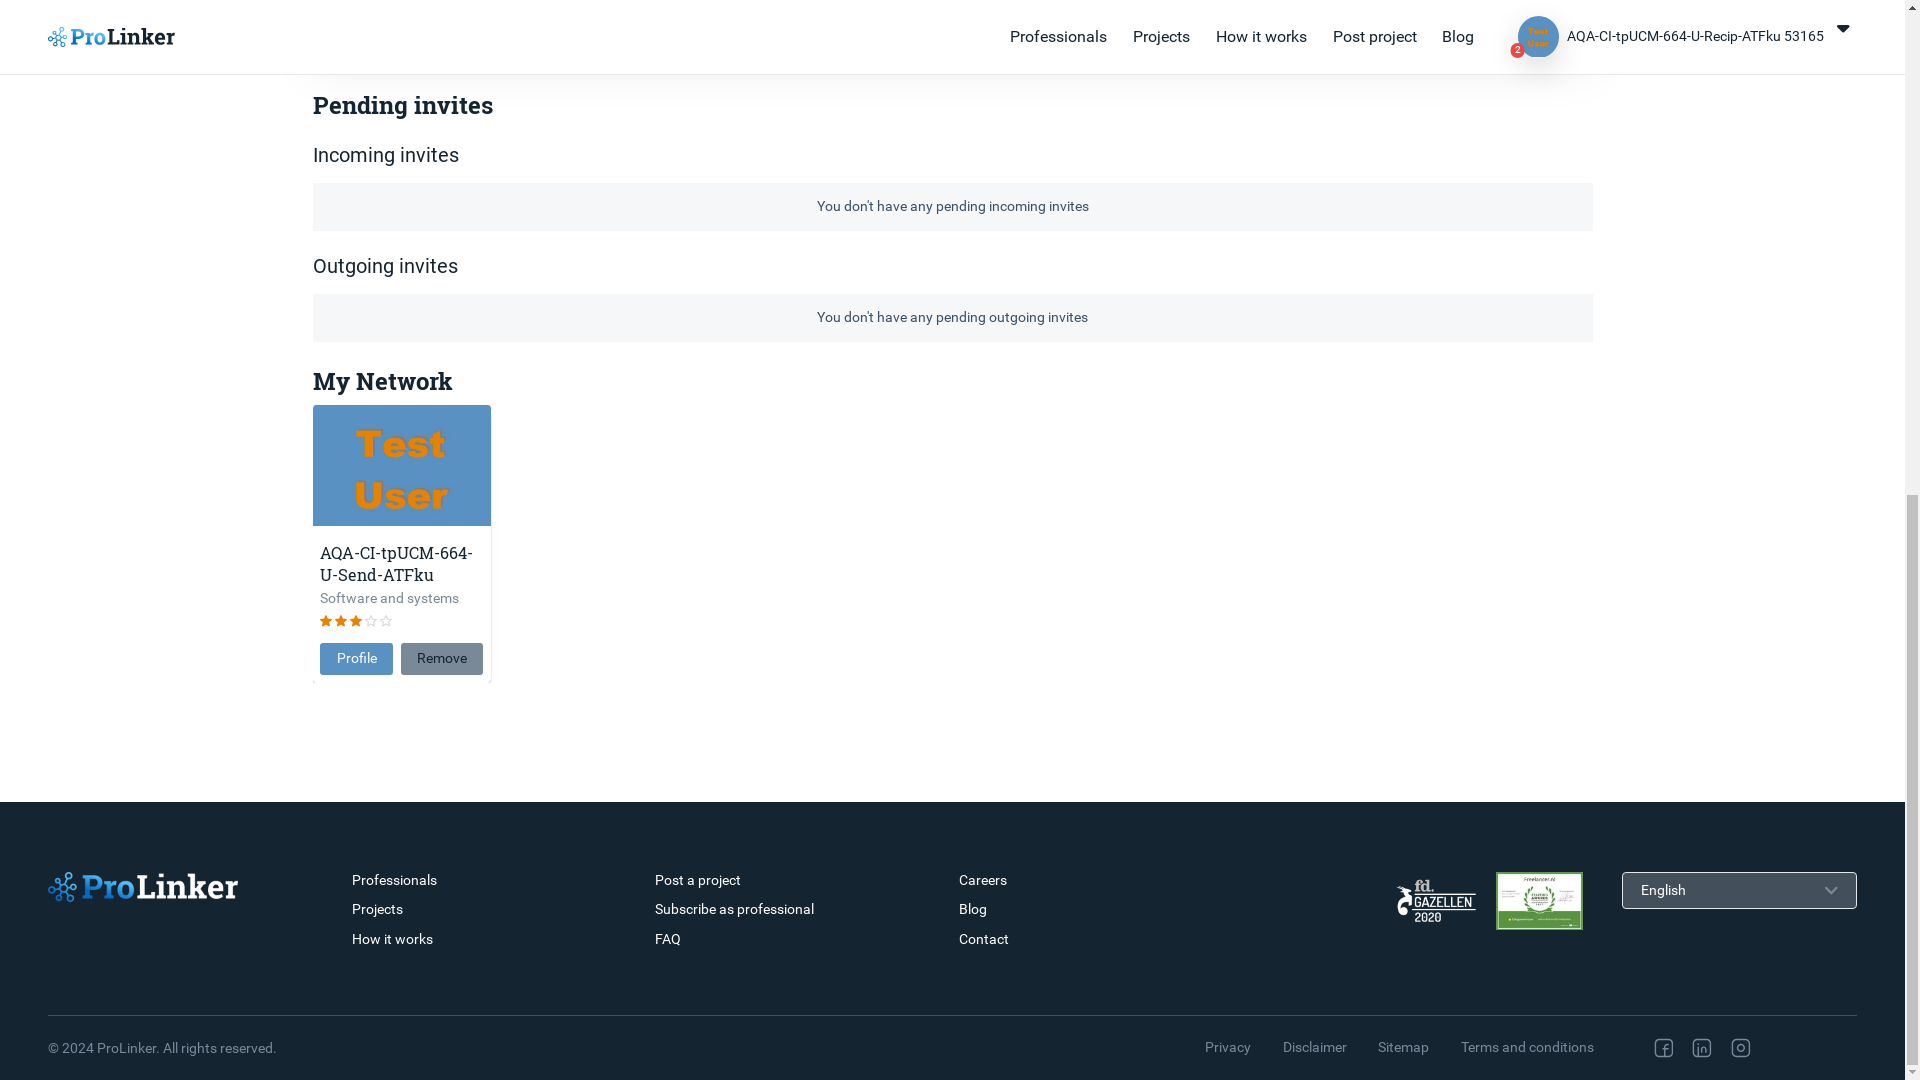 ProLinker
Professionals
Projects
How it works
Post project
Blog
2
Test
User
AQA-CI-tpUCM-664-U-Recip-ATFku 53165
Pending invites
Incoming invites
You don't have any pending incoming invites
Outgoing invites
You don't have any pending outgoing invites
My Network
Test
User
AQA-CI-tpUCM-664-
U-Send-ATFku
Software and systems
Profile
Remove
ProLinker
Professionals
Projects
How it works
Post a project
Subscribe as professional
FAQ
Careers
Blog
Contact
fd.
GAZELLEN
2020
Freelancer.nl
English
© 2024 ProLinker. All rights reserved.
Privacy
Disclaimer
Sitemap
Terms and conditions